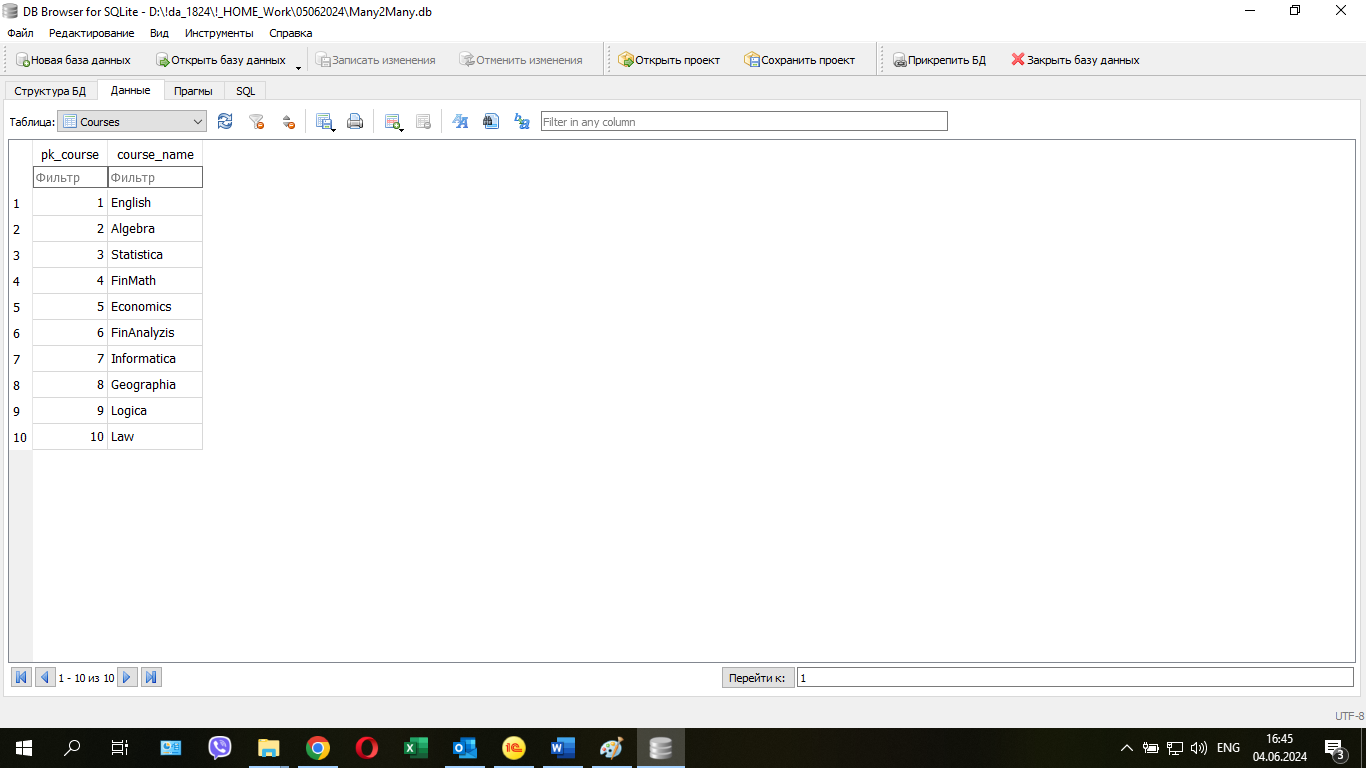 DB Browser for SQLite - D:\!da_1824\!_HOME_Work\05062024\Many2Many.db
Файл Редактирование Вид Инструменты Справка
Новая база данных Открыть базу данных Записать изменения Отменить изменения Открыть проект Сохранить проект Прикрепить БД Закрыть базу данных
Структура БД Данные Прагмы SQL
Таблица: Courses Filter in any column
pk_course course_name
Фильтр Фильтр
1 1 English
2 2 Algebra
3 3 Statistica
4 4 FinMath
5 5 Economics
6 6 FinAnalyzis
7 7 Informatica
8 8 Geographia
9 9 Logica
10 10 Law
1 - 10 из 10 Перейти к: 1
UTF-8
ENG 16:45
04.06.2024 3